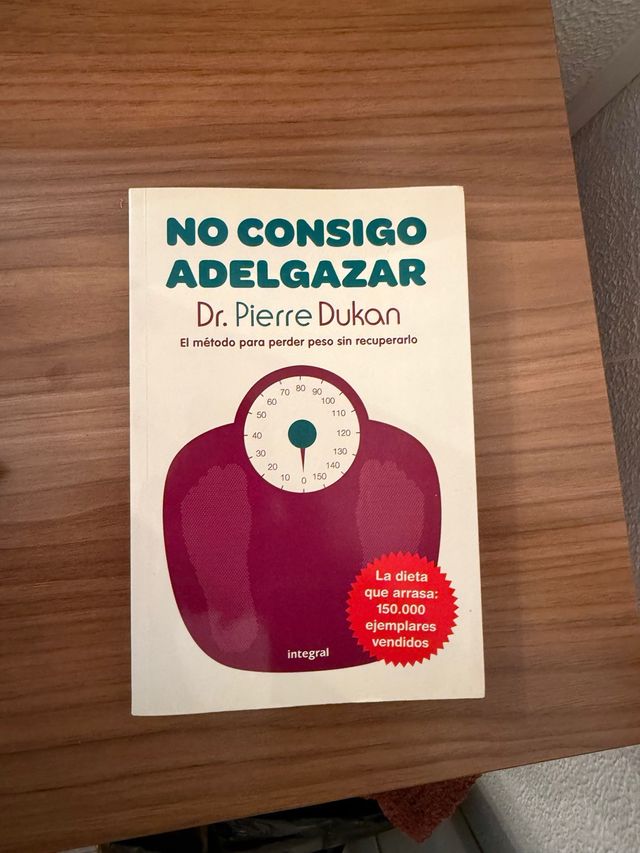 NO CONSIGO
ADELGAZAR
Dr. Pierre Dukan
El método para perder peso sin recuperarlo
80
70 90
60 100
50 110
40 120
30 130
20 140
10 0 150
La dieta
que arrasa:
150.000
ejemplares
vendidos
integral